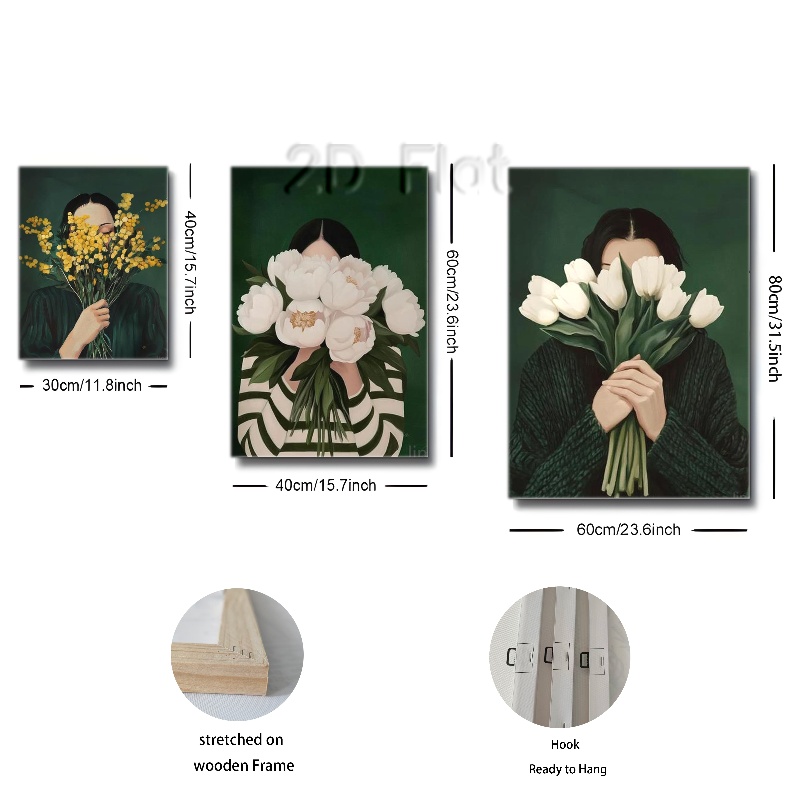 2D Flat
40cm/15.7inch
30cm/11.8inch
60cm/23.6inch
40cm/15.7inch
80cm/31.5inch
60cm/23.6inch
stretched on
wooden Frame
Hook
Ready to Hang